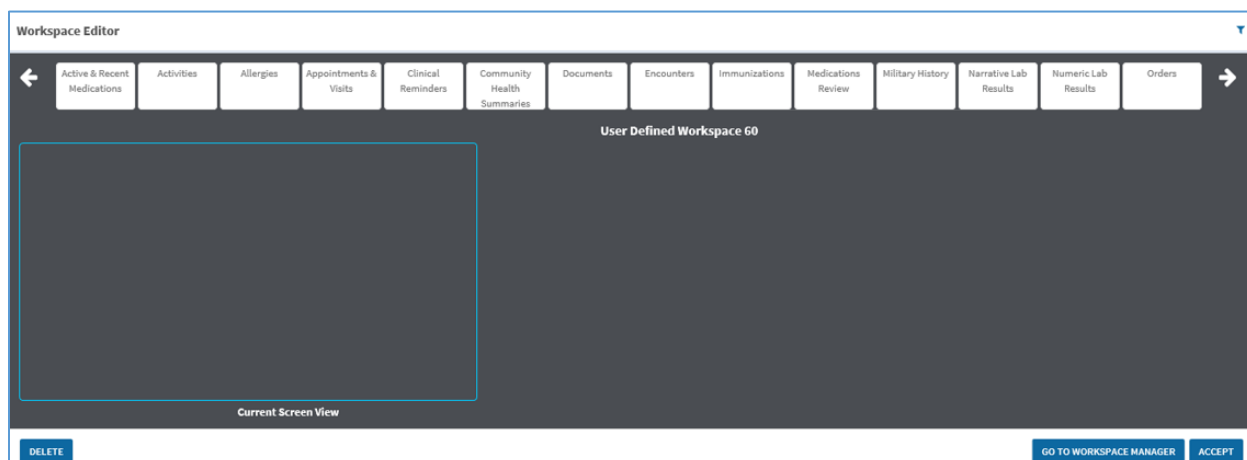 Workspace Editor
Active & Recent
Medications
Activities
Allergies
Appointments &
Visits
Clinical
Reminders
Community
Health
Summaries
Documents
Encounters
Immunizations
Medications
Review
Military History
Narrative Lab
Results
Numeric Lab
Results
Orders
User Defined Workspace 60
Current Screen View
DELETE
GO TO WORKSPACE MANAGER
ACCEPT